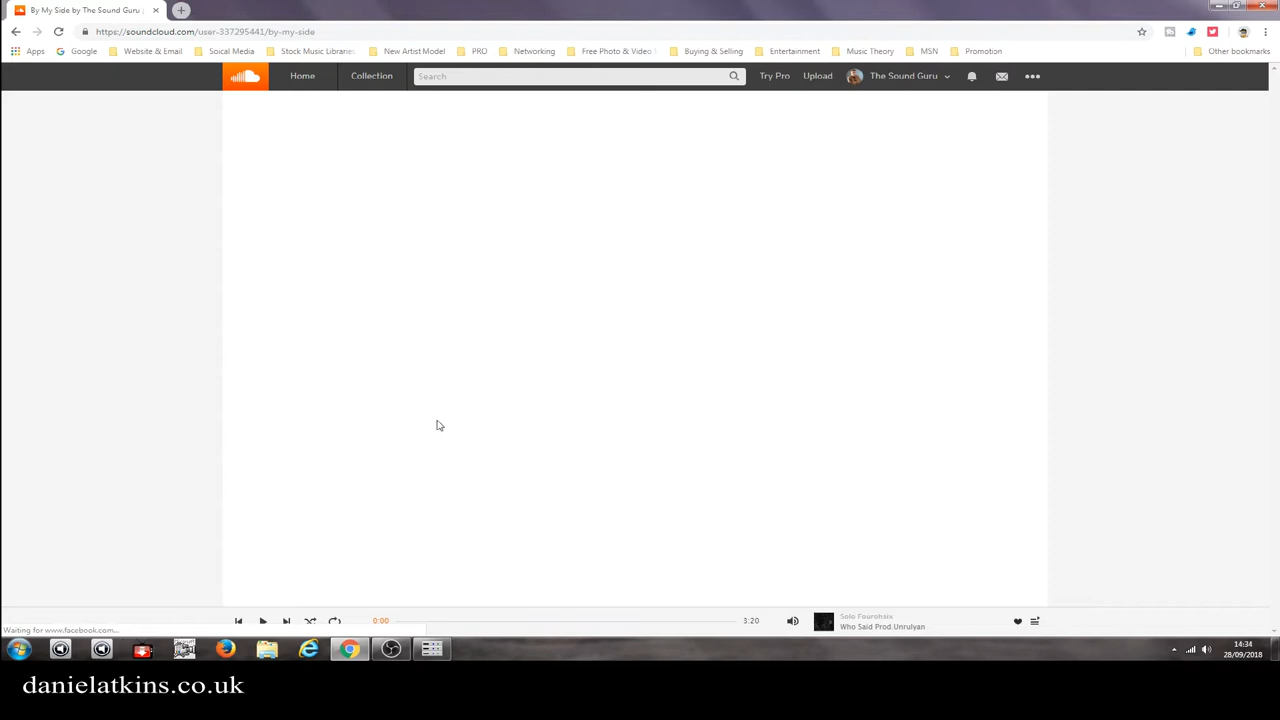 By My Side by The Sound Guru
https://soundcloud.com/user-337295441/by-my-side
Apps Google Website & Email Soical Media Stock Music Libraries New Artist Model PRO Networking Free Photo & Video Buying & Selling Entertainment Music Theory MSN Promotion Other bookmarks
Home Collection Search Try Pro Upload The Sound Guru
0:00 3:20 Solo Fourohsix
Who Said Prod.Unrulyan
Waiting for www.facebook.com...
14:34
28/09/2018
danielatkins.co.uk